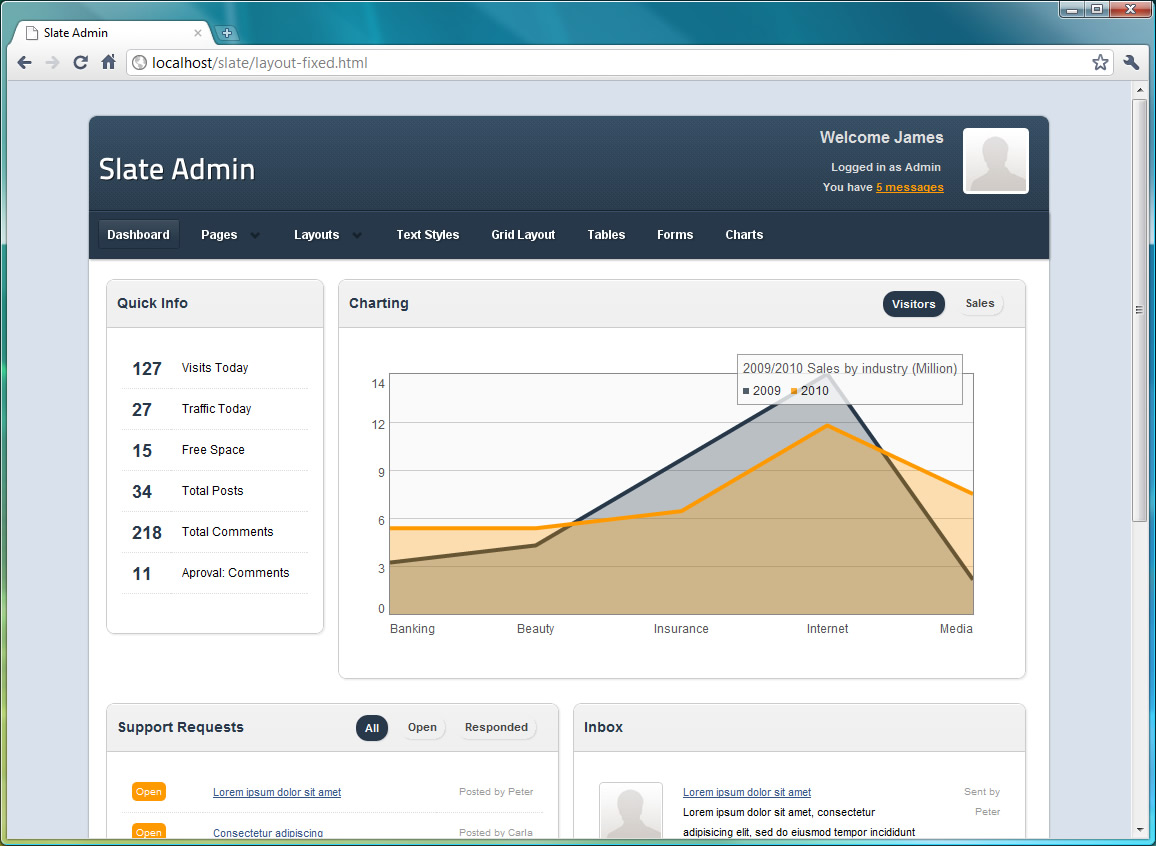 Slate Admin
localhost/slate/layout-fixed.html
Slate Admin
Welcome James
Logged in as Admin
You have 5 messages
Dashboard Pages Layouts Text Styles Grid Layout Tables Forms Charts
Quick Info
127 Visits Today
27 Traffic Today
15 Free Space
34 Total Posts
218 Total Comments
11 Aproval: Comments
Charting
Visitors Sales
2009/2010 Sales by industry (Million)
2009 2010
14
12
9
6
3
0
Banking Beauty Insurance Internet Media
Support Requests
All Open Responded
Open Lorem ipsum dolor sit amet Posted by Peter
Open Consectetur adipiscing Posted by Carla
Inbox
Lorem ipsum dolor sit amet
Sent by
Peter
Lorem ipsum dolor sit amet, consectetur
adipisicing elit, sed do eiusmod tempor incididunt